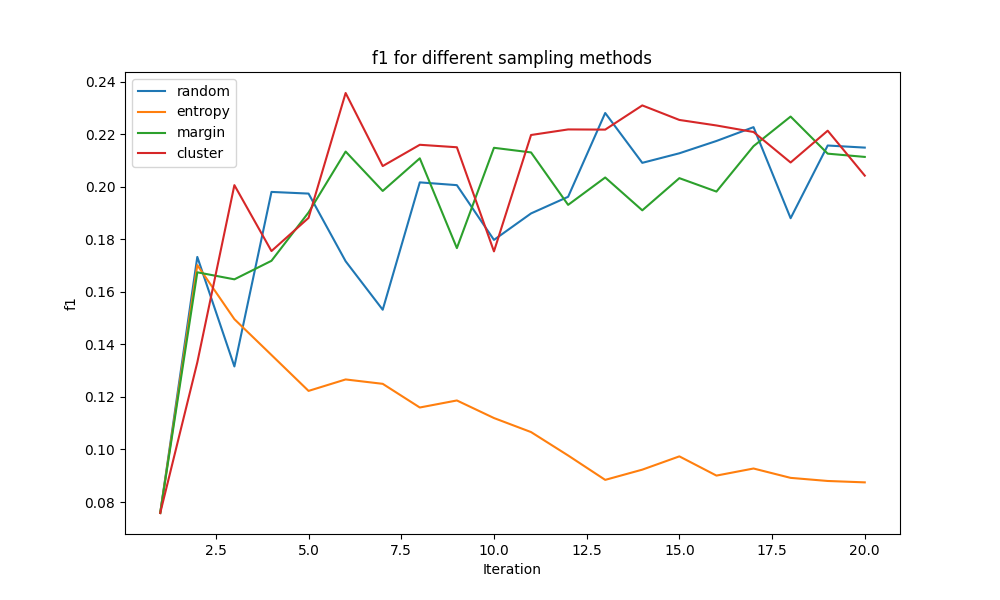 f1 for different sampling methods
random
entropy
margin
cluster
0.24
0.22
0.20
0.18
0.16
0.14
0.12
0.10
0.08
f1
2.5 5.0 7.5 10.0 12.5 15.0 17.5 20.0
Iteration